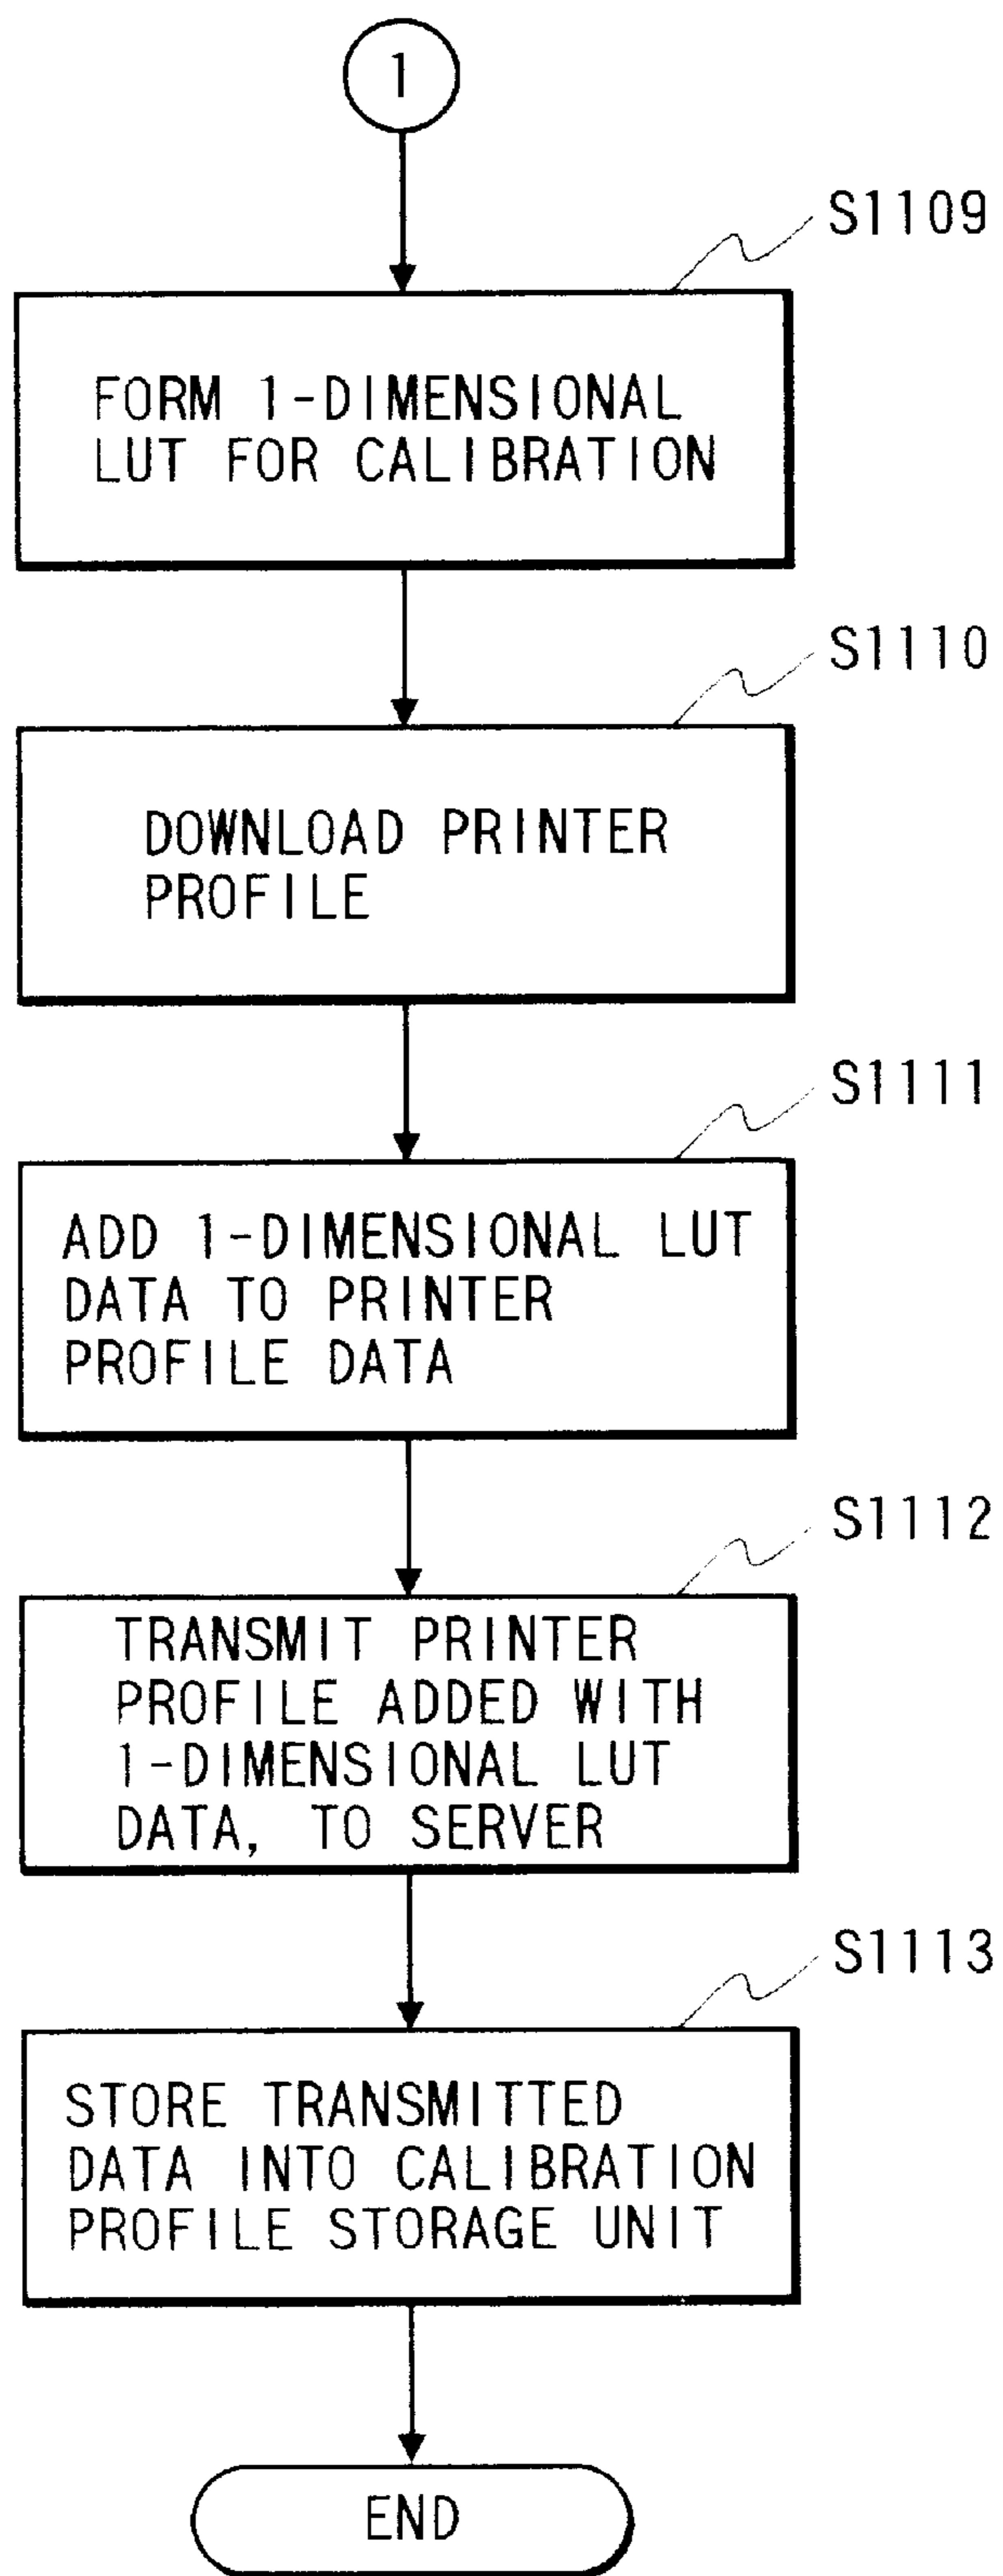 1
S1109
FORM 1-DIMENSIONAL
LUT FOR CALIBRATION
S1110
DOWNLOAD PRINTER
PROFILE
S1111
ADD 1-DIMENSIONAL LUT
DATA TO PRINTER
PROFILE DATA
S1112
TRANSMIT PRINTER
PROFILE ADDED WITH
1-DIMENSIONAL LUT
DATA, TO SERVER
S1113
STORE TRANSMITTED
DATA INTO CALIBRATION
PROFILE STORAGE UNIT
END